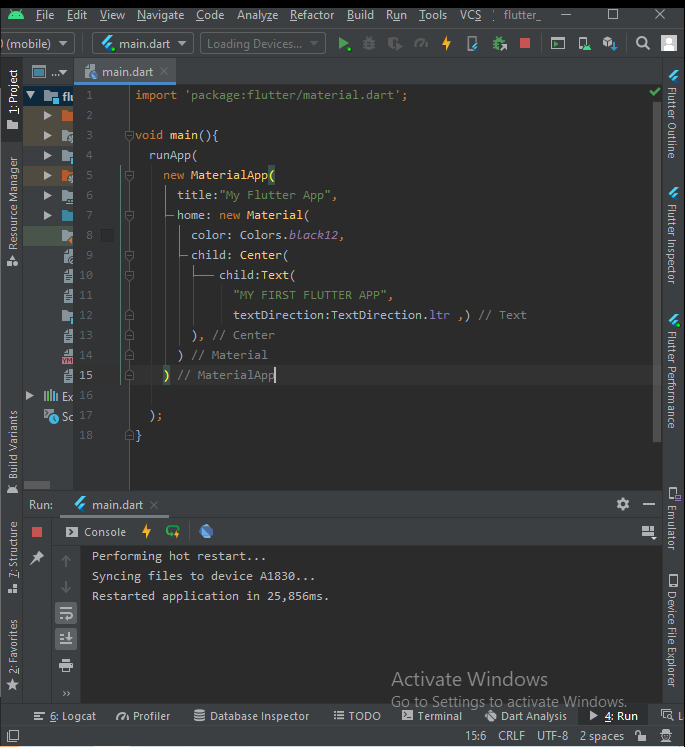 File Edit View Navigate Code Analyze Refactor Build Run Tools VCS flutter_
(mobile) main.dart Loading Devices...
1: Project
Resource Manager
Build Variants
7: Structure
2: Favorites
main.dart
Ex
Sc
1 import 'package:flutter/material.dart';
2
3 void main(){
4 runApp(
5 new MaterialApp(
6 title:"My Flutter App",
7 home: new Material(
8 color: Colors.black12,
9 child: Center(
10 child:Text(
11 "MY FIRST FLUTTER APP",
12 textDirection:TextDirection.ltr ,) // Text
13 ), // Center
14 ) // Material
15 ) // MaterialApp
16
17 );
18 }
Flutter Outline
Flutter Inspector
Flutter Performance
Emulator
Device File Explorer
Run: main.dart
Console
Performing hot restart...
Syncing files to device A1830...
Restarted application in 25,856ms.
Activate Windows
Go to Settings to activate Windows.
6: Logcat Profiler Database Inspector TODO Terminal Dart Analysis 4: Run L
15:6 CRLF UTF-8 2 spaces